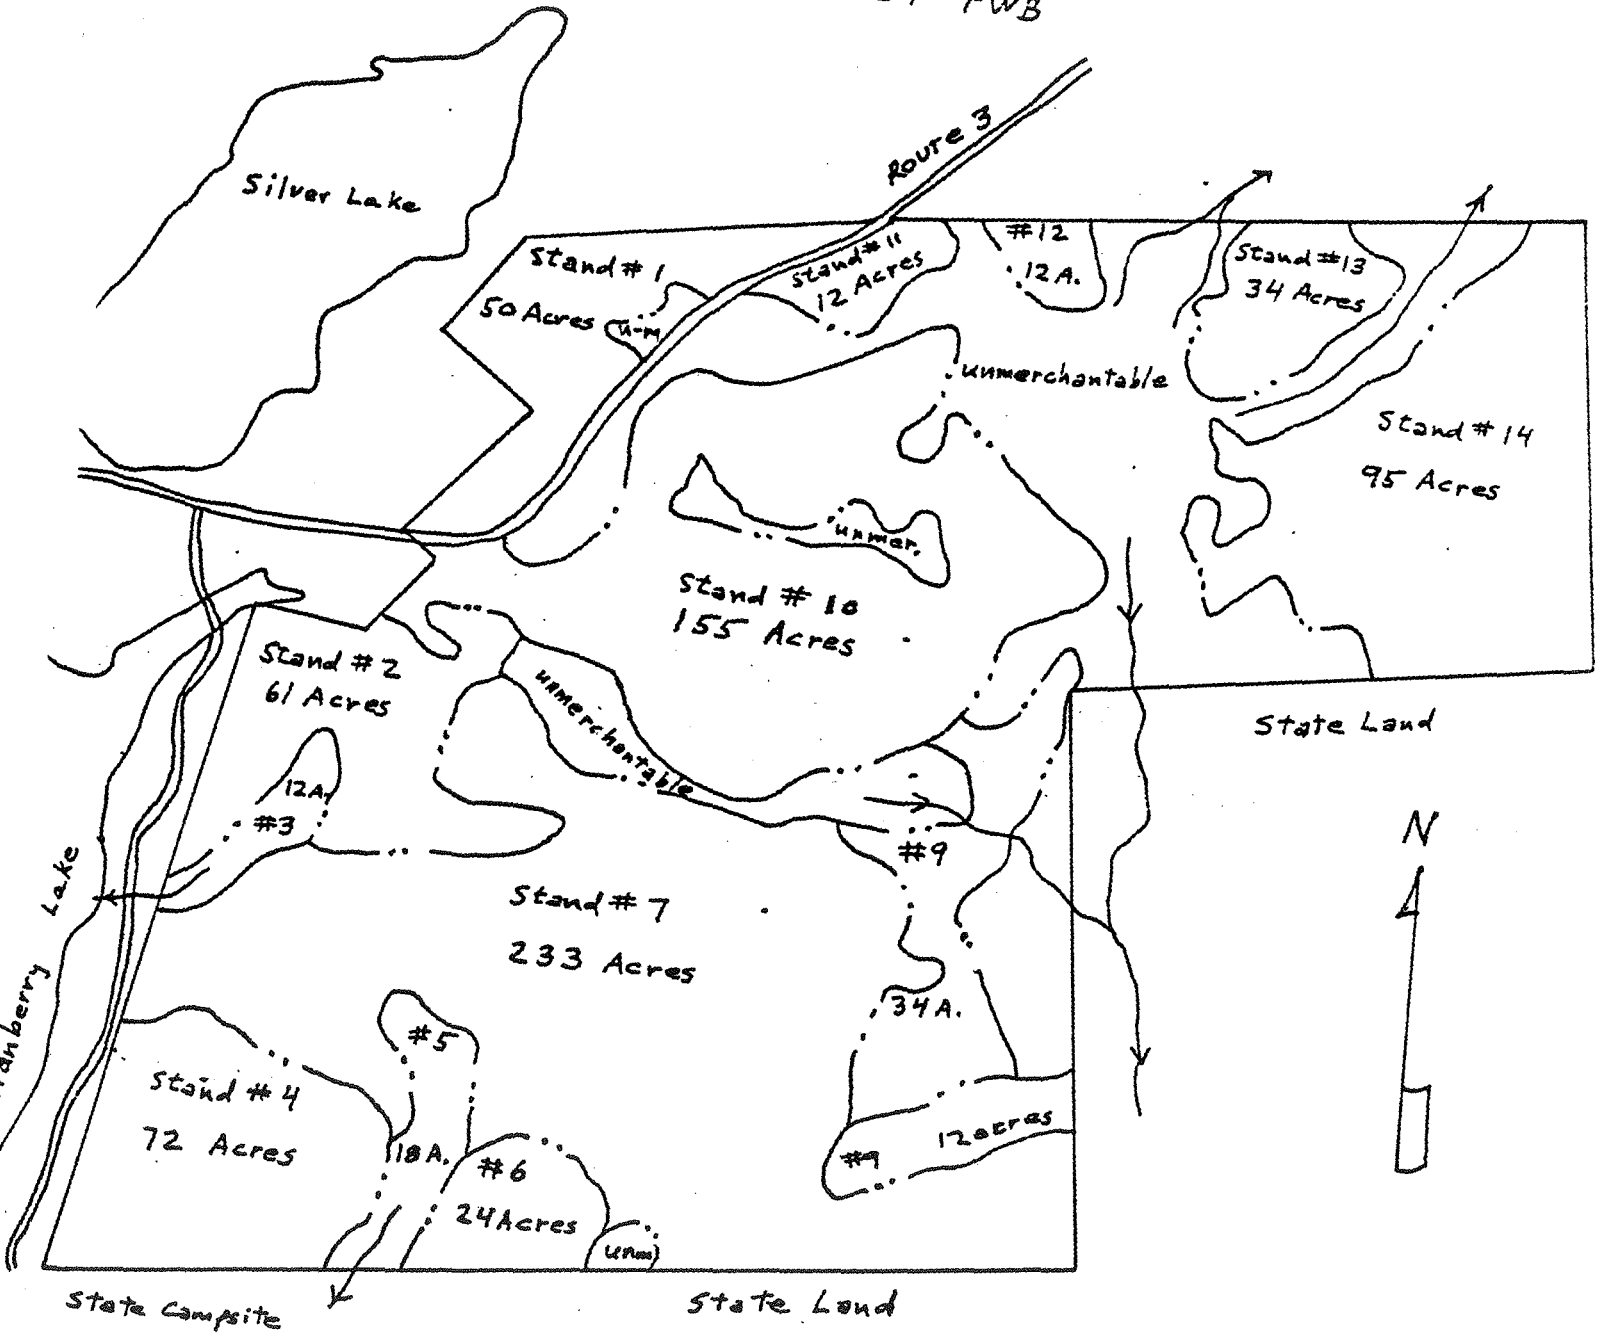 FWB
Route 3
Silver Lake
Stand # 1
50 Acres
u-m
Stand # 11
12 Acres
#12
12 A.
Stand #13
34 Acres
unmerchantable
Stand # 14
95 Acres
unmer.
Stand # 10
155 Acres
Stand # 2
61 Acres
unmerchantable
State Land
12A.
#3
N
#9
Lake
Stand # 7
233 Acres
34 A.
#5
Stand # 4
72 Acres
18 A.
#6
24 Acres
12 acres
#9
State Campsite
State Land